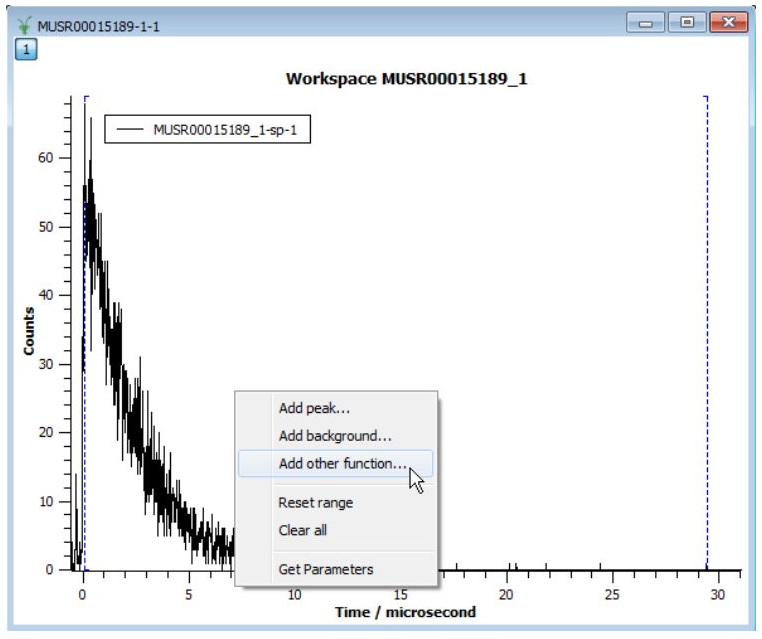 MUSR00015189-1-1
1
Workspace MUSR00015189_1
MUSR00015189_1-sp-1
60
50
40
30
20
10
0
Counts
Add peak...
Add background...
Add other function...
Reset range
Clear all
Get Parameters
0 5 10 15 20 25 30
Time / microsecond